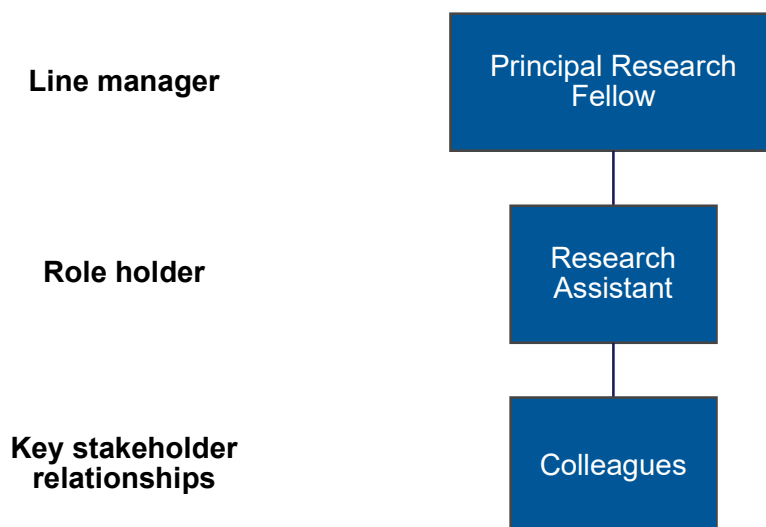 Line manager
Principal Research
Fellow
Role holder
Research
Assistant
Key stakeholder
relationships
Colleagues